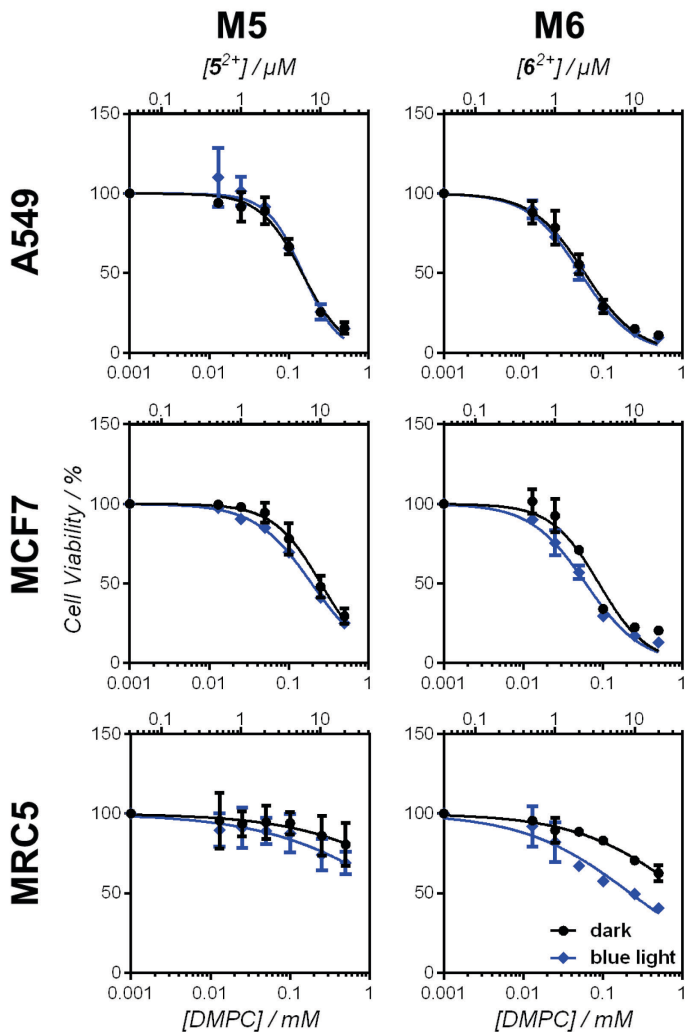 M5 M6
[5²⁺] / µM [6²⁺] / µM
0.1 1 10 0.1 1 10
A549
150
100
50
0
0.001 0.01 0.1 1 0.001 0.01 0.1 1
0.1 1 10 0.1 1 10
MCF7
Cell Viability / %
150 150
100 100
50 50
0 0
0.001 0.01 0.1 1 0.001 0.01 0.1 1
0.1 1 10 0.1 1 10
MRC5
150 150
100 100
50 50
0 0
dark
blue light
0.001 0.01 0.1 1 0.001 0.01 0.1 1
[DMPC] / mM [DMPC] / mM